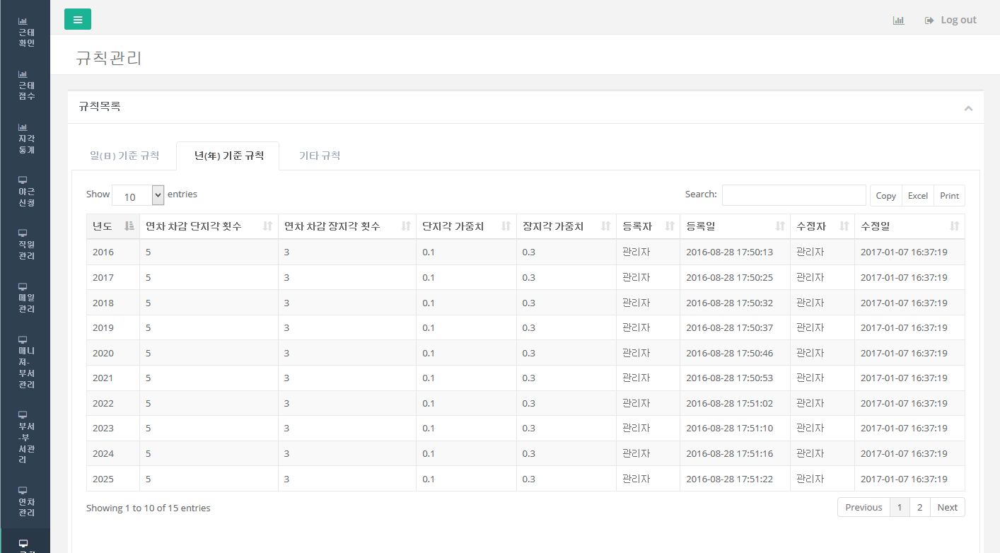 Log out
근태
확인
근태
점수
지각
통계
야근
신청
직원
관리
메일
관리
매니
저-
부서
관리
부서
-부
서관
리
연차
관리
규칙관리
규칙목록
일(日) 기준 규칙 년(年) 기준 규칙 기타 규칙
Show 10 entries Search: Copy Excel Print
년도 연차 차감 단지각 횟수 연차 차감 장지각 횟수 단지각 가중치 장지각 가중치 등록자 등록일 수정자 수정일
2016 5 3 0.1 0.3 관리자 2016-08-28 17:50:13 관리자 2017-01-07 16:37:19
2017 5 3 0.1 0.3 관리자 2016-08-28 17:50:25 관리자 2017-01-07 16:37:19
2018 5 3 0.1 0.3 관리자 2016-08-28 17:50:32 관리자 2017-01-07 16:37:19
2019 5 3 0.1 0.3 관리자 2016-08-28 17:50:37 관리자 2017-01-07 16:37:19
2020 5 3 0.1 0.3 관리자 2016-08-28 17:50:46 관리자 2017-01-07 16:37:19
2021 5 3 0.1 0.3 관리자 2016-08-28 17:50:53 관리자 2017-01-07 16:37:19
2022 5 3 0.1 0.3 관리자 2016-08-28 17:51:02 관리자 2017-01-07 16:37:19
2023 5 3 0.1 0.3 관리자 2016-08-28 17:51:10 관리자 2017-01-07 16:37:19
2024 5 3 0.1 0.3 관리자 2016-08-28 17:51:16 관리자 2017-01-07 16:37:19
2025 5 3 0.1 0.3 관리자 2016-08-28 17:51:22 관리자 2017-01-07 16:37:19
Showing 1 to 10 of 15 entries Previous 1 2 Next